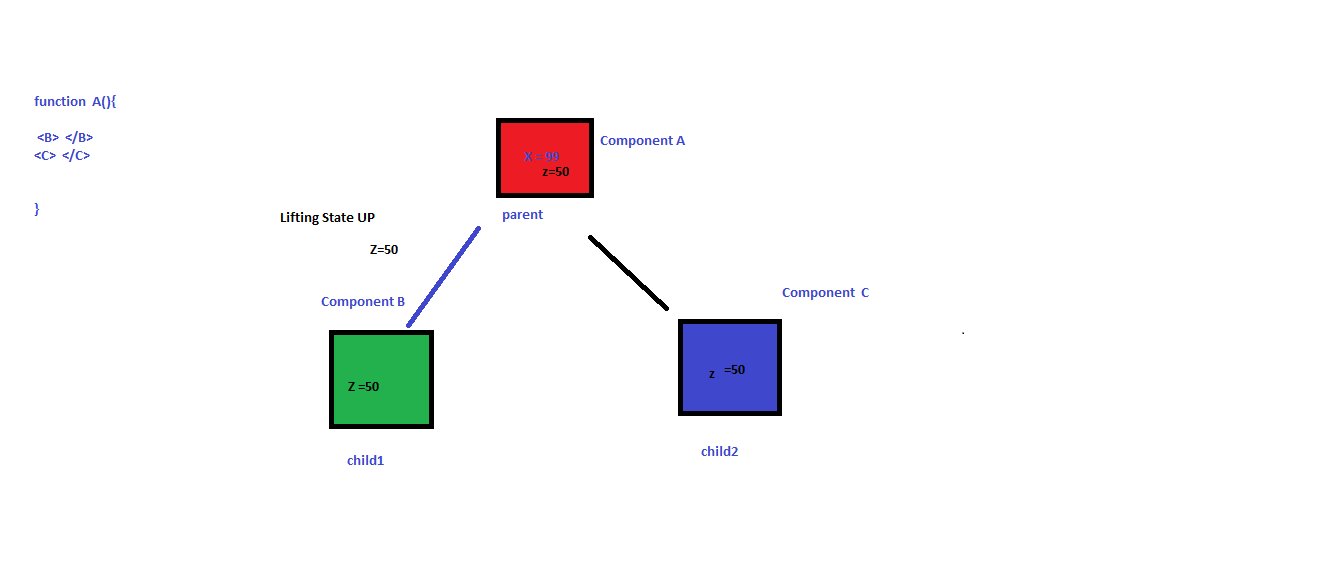 function A(){
<B> </B>
<C> </C>
}
Component A
X = 99
z=50
parent
Lifting State UP
Z=50
Component B
Component C
Z =50
z =50
child1
child2